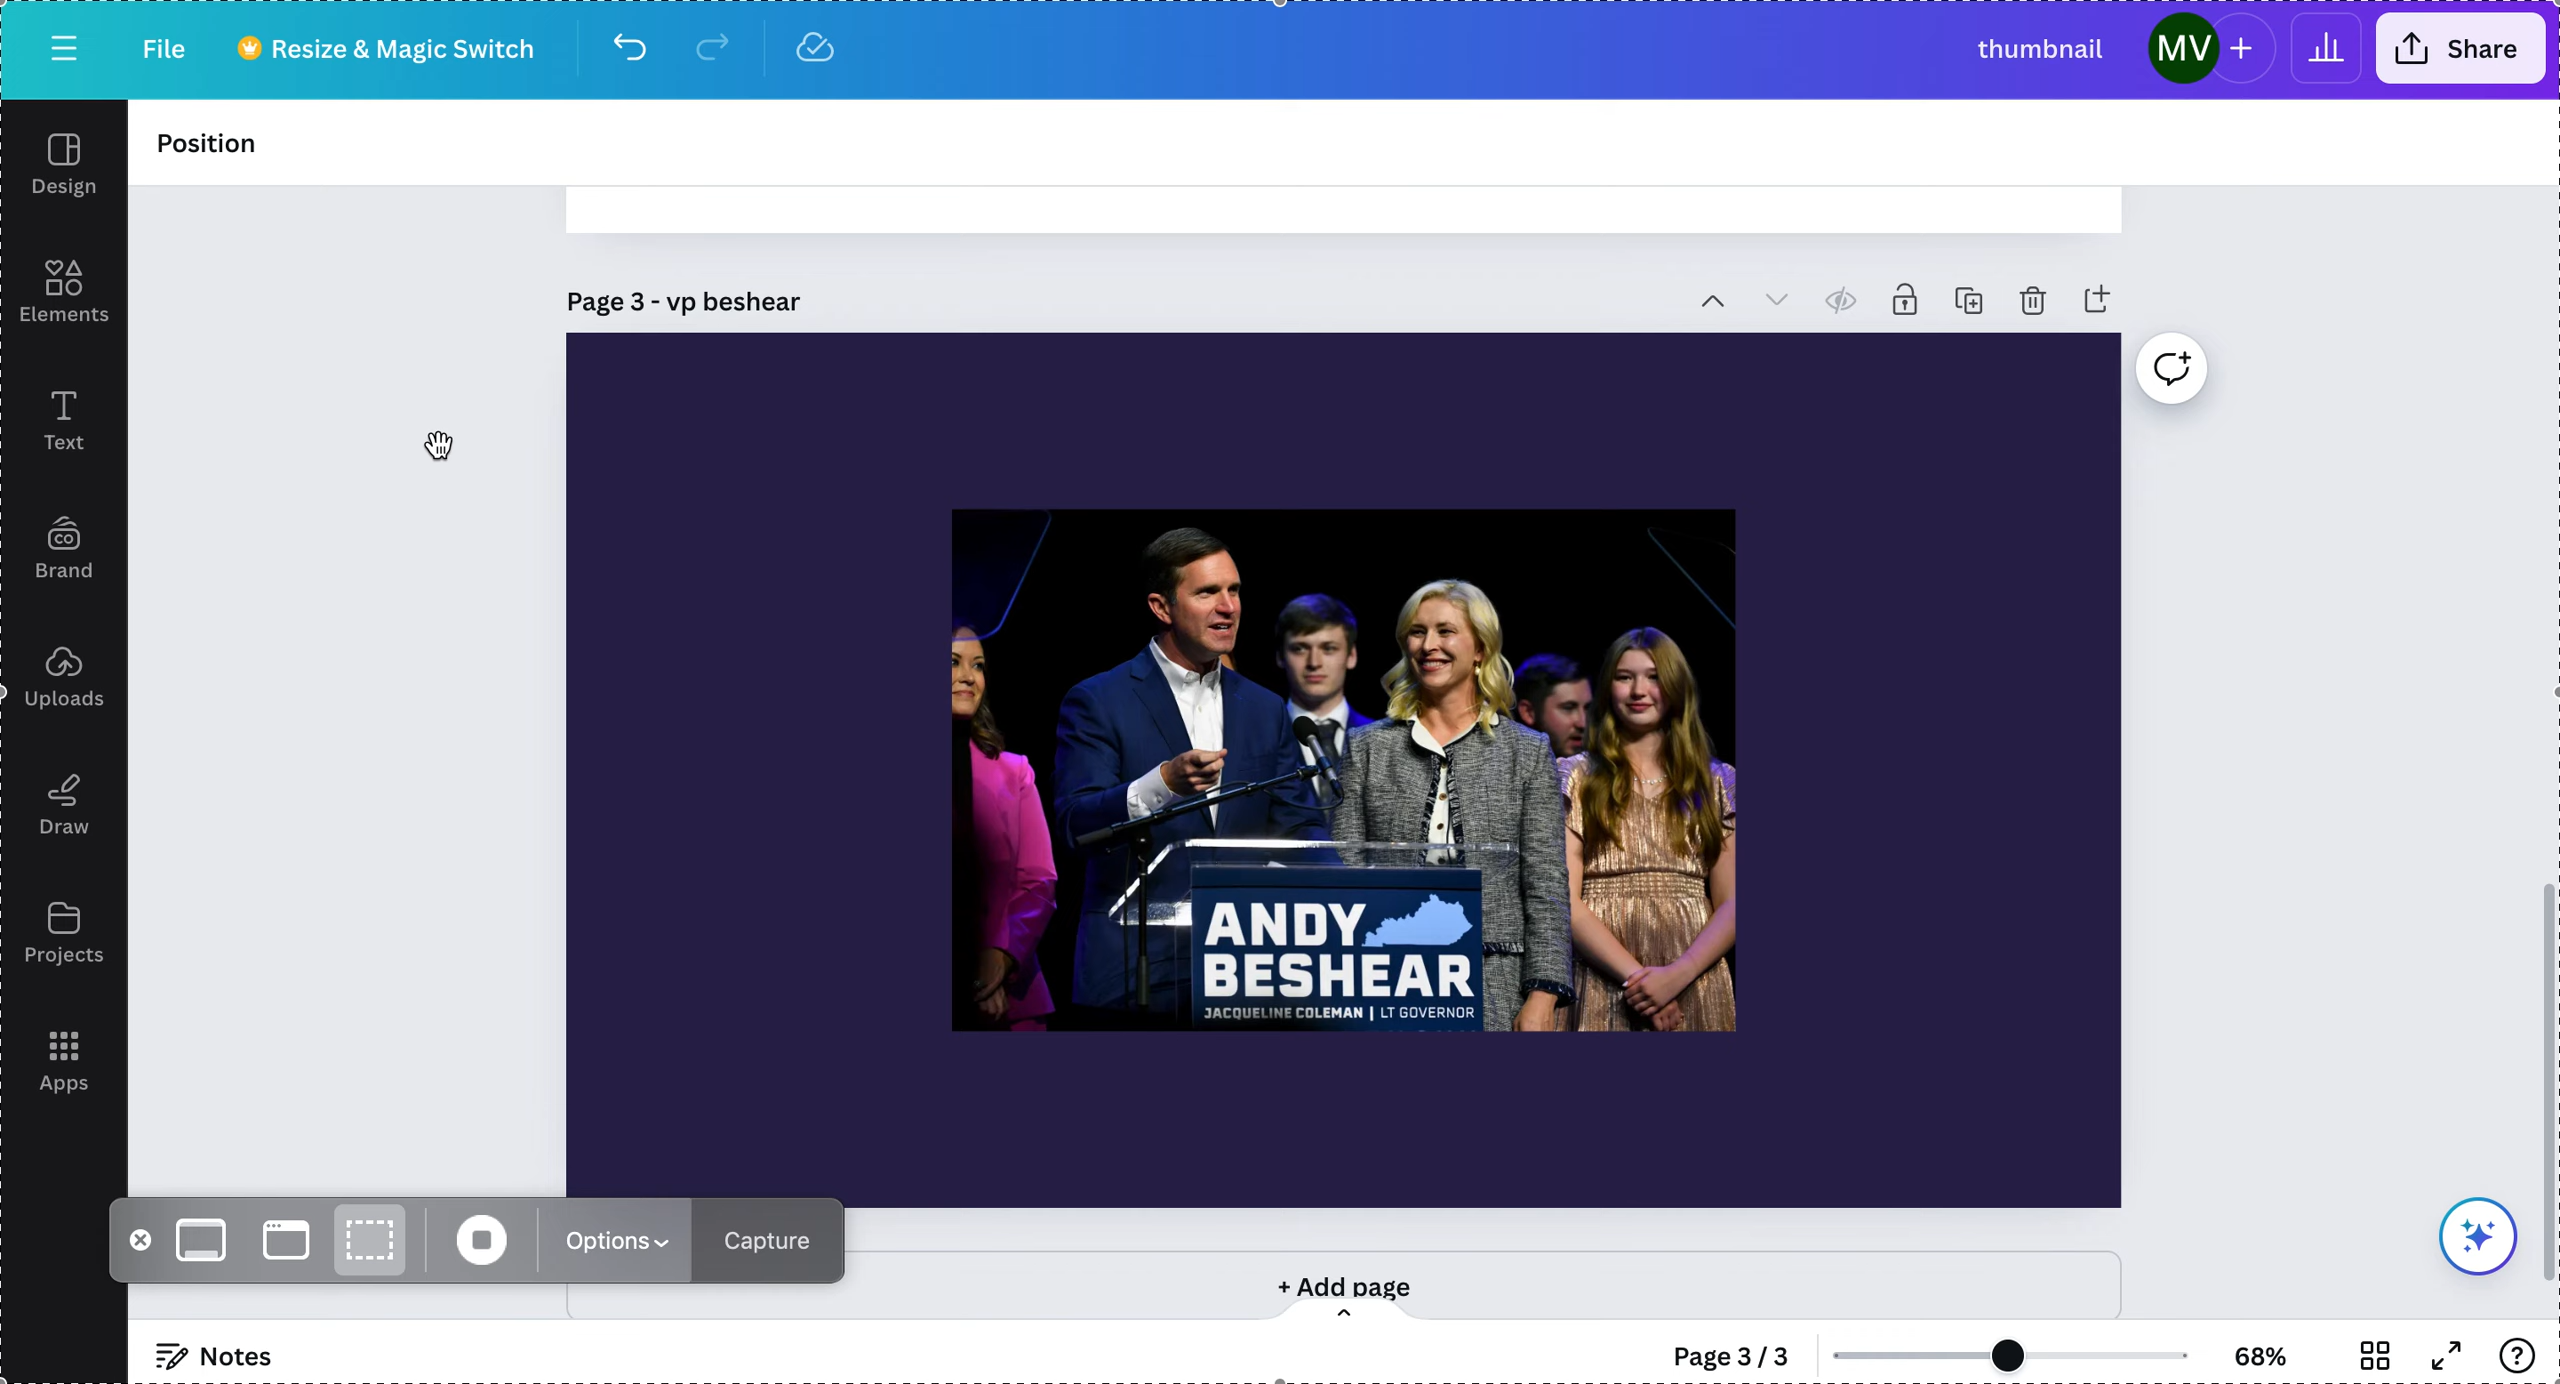 File
Resize & Magic Switch
thumbnail
MV
Share
Design
Elements
Text
Brand
CO
Uploads
Draw
Projects
Apps
Position
Page 3 - vp beshear
ANDY
BESHEAR
JACQUELINE COLEMAN | LT GOVERNOR
Options
Capture
+ Add page
Notes
Page 3 / 3
68%